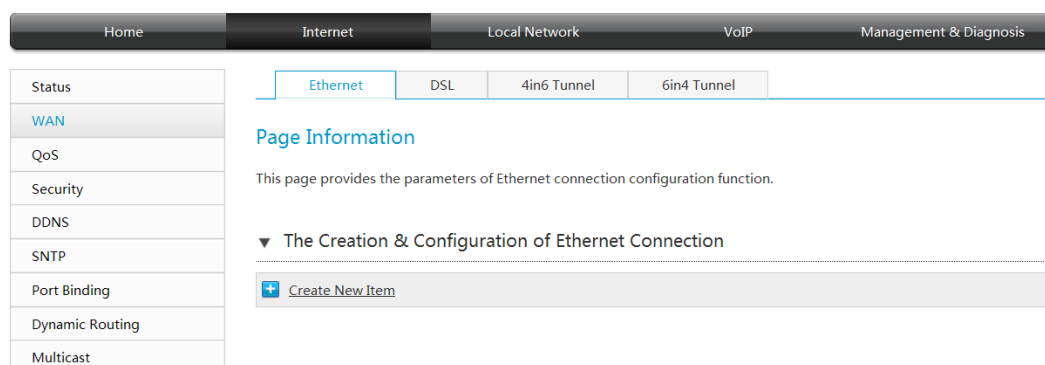 Home Internet Local Network VoIP Management & Diagnosis
Status
WAN
QoS
Security
DDNS
SNTP
Port Binding
Dynamic Routing
Multicast
Ethernet DSL 4in6 Tunnel 6in4 Tunnel
Page Information
This page provides the parameters of Ethernet connection configuration function.
The Creation & Configuration of Ethernet Connection
Create New Item